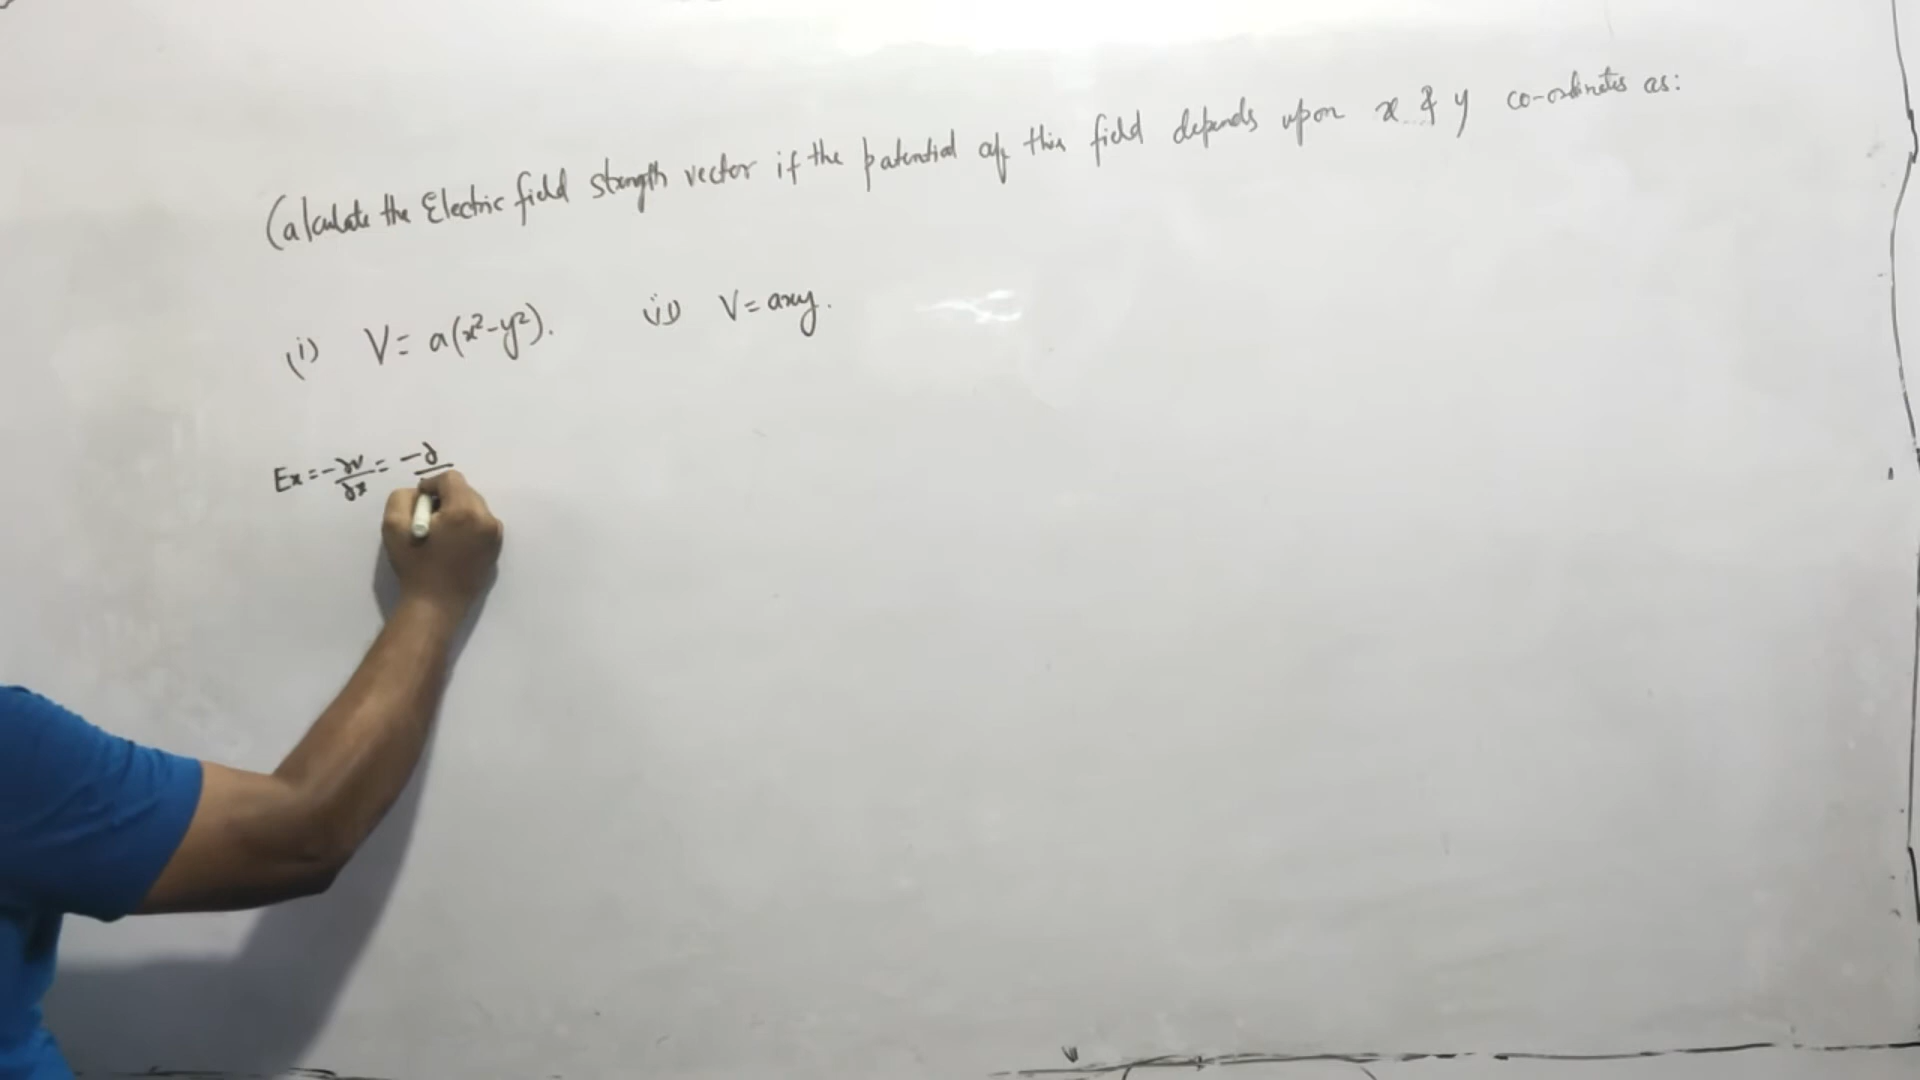 Calculate the Electric field strength vector if the potential of this field depends upon x & y co-ordinates as:
(i) V = a(x²-y²). ii) V = axy.
Ex = -∂V/∂x = -∂